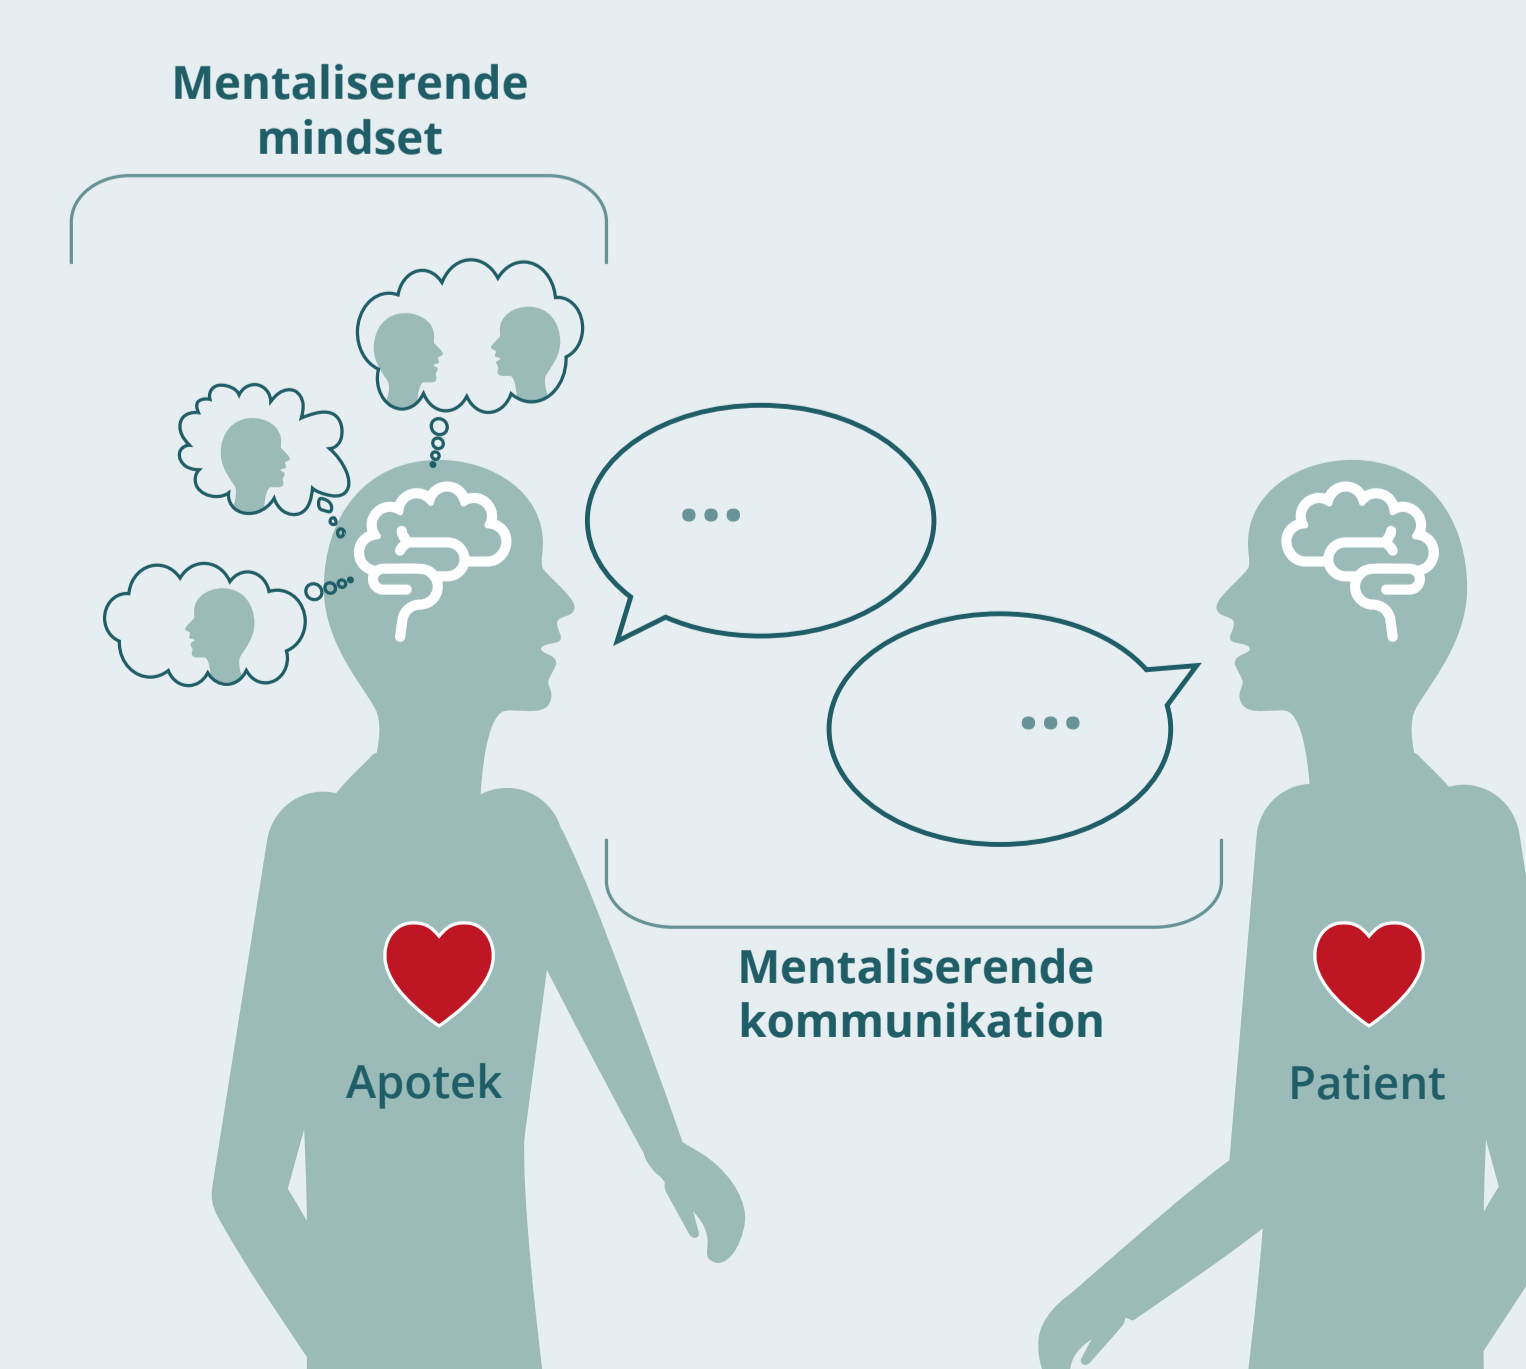 Mentaliserende
mindset
...
...
Mentaliserende
kommunikation
Apotek
Patient